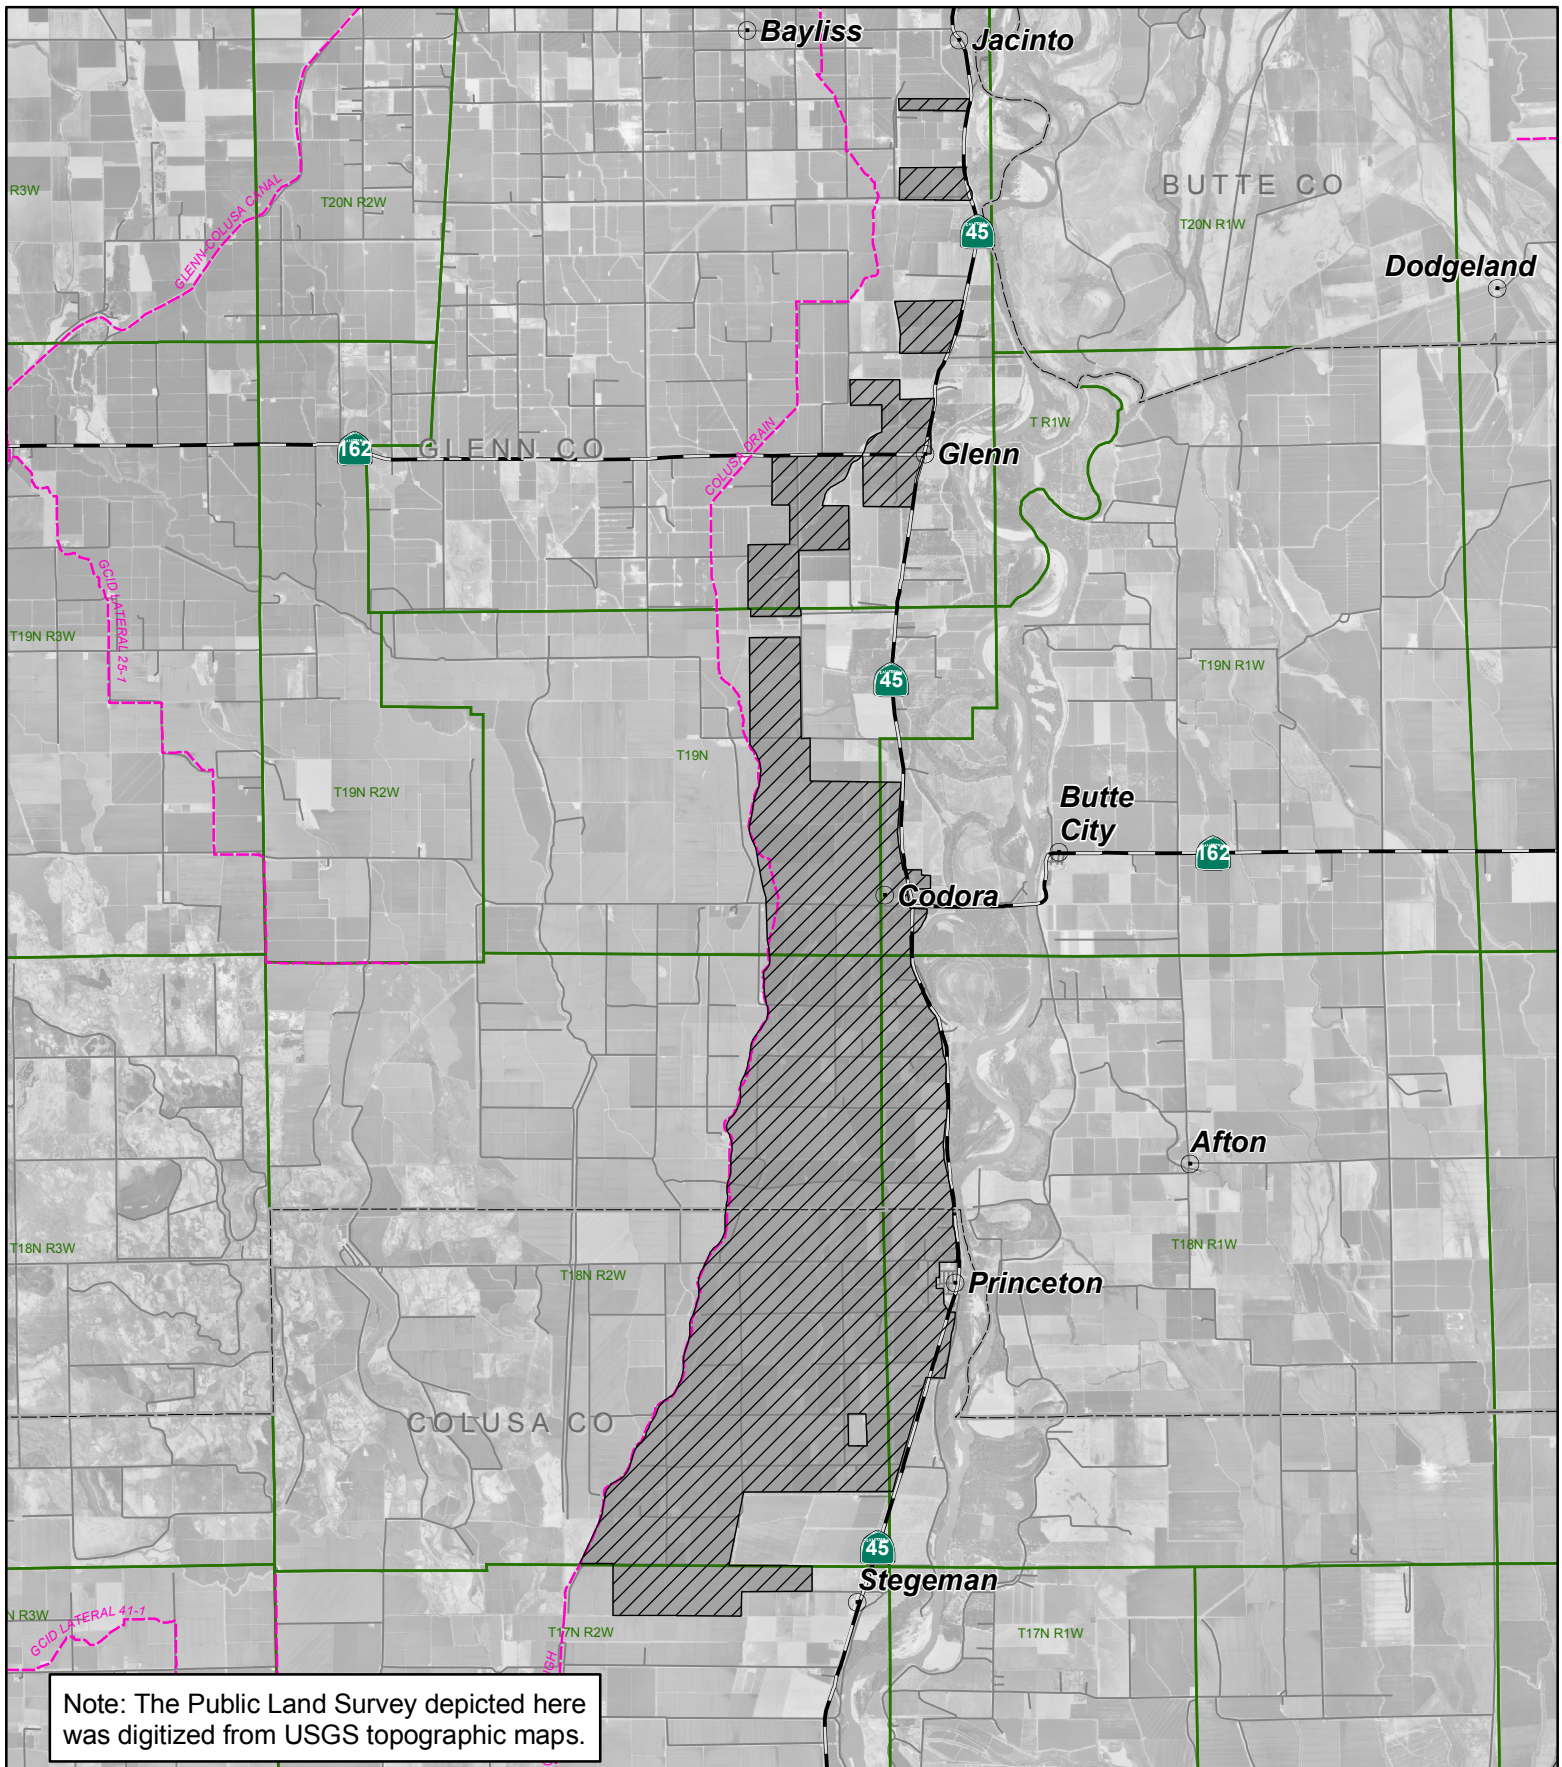 Bayliss
Jacinto
R3W
T20N R2W
GLENN-COLUSA CANAL
BUTTE CO
T20N R1W
45
Dodgeland
T R1W
162
GLENN CO
COLUSA DRAIN
Glenn
GCID LATERAL 25-1
T19N R3W
T19N R1W
45
T19N
T19N R2W
Butte
City
162
Codora
Afton
T18N R3W
T18N R1W
T18N R2W
Princeton
COLUSA CO
45
Stegeman
N R3W
GCID LATERAL 41-1
T17N R2W
T17N R1W
Note: The Public Land Survey depicted here
was digitized from USGS topographic maps.